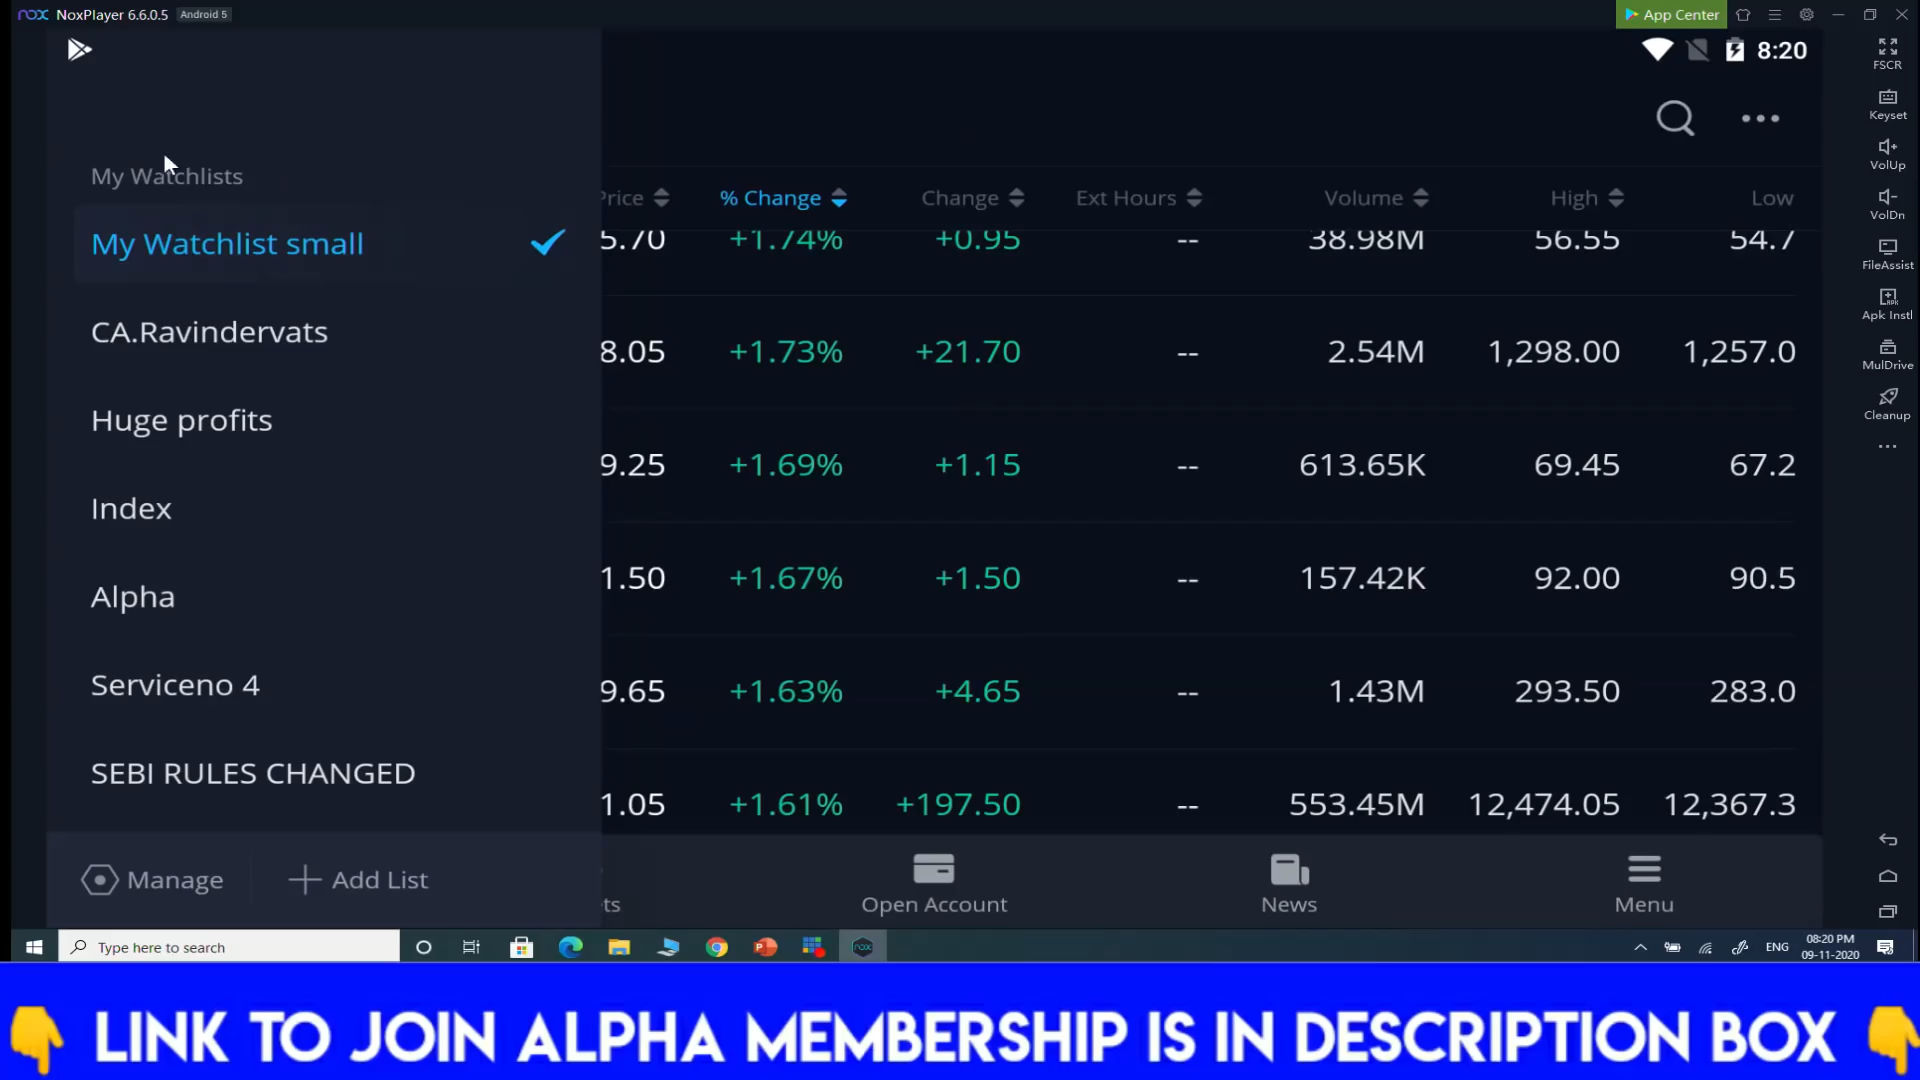 NOX NoxPlayer 6.6.0.5 Android 5
App Center
8:20
FSCR
Keyset
VolUp
VolDn
FileAssist
Apk Instl
MulDrive
Cleanup
My Watchlists
My Watchlist small
CA.Ravindervats
Huge profits
Index
Alpha
Serviceno 4
SEBI RULES CHANGED
Manage
Add List
Price % Change Change Ext Hours Volume High Low
5.70 +1.74% +0.95 -- 38.98M 56.55 54.7
8.05 +1.73% +21.70 -- 2.54M 1,298.00 1,257.0
9.25 +1.69% +1.15 -- 613.65K 69.45 67.2
1.50 +1.67% +1.50 -- 157.42K 92.00 90.5
9.65 +1.63% +4.65 -- 1.43M 293.50 283.0
1.05 +1.61% +197.50 -- 553.45M 12,474.05 12,367.3
ts Open Account News Menu
Type here to search
ENG
08:20 PM
09-11-2020
LINK TO JOIN ALPHA MEMBERSHIP IS IN DESCRIPTION BOX